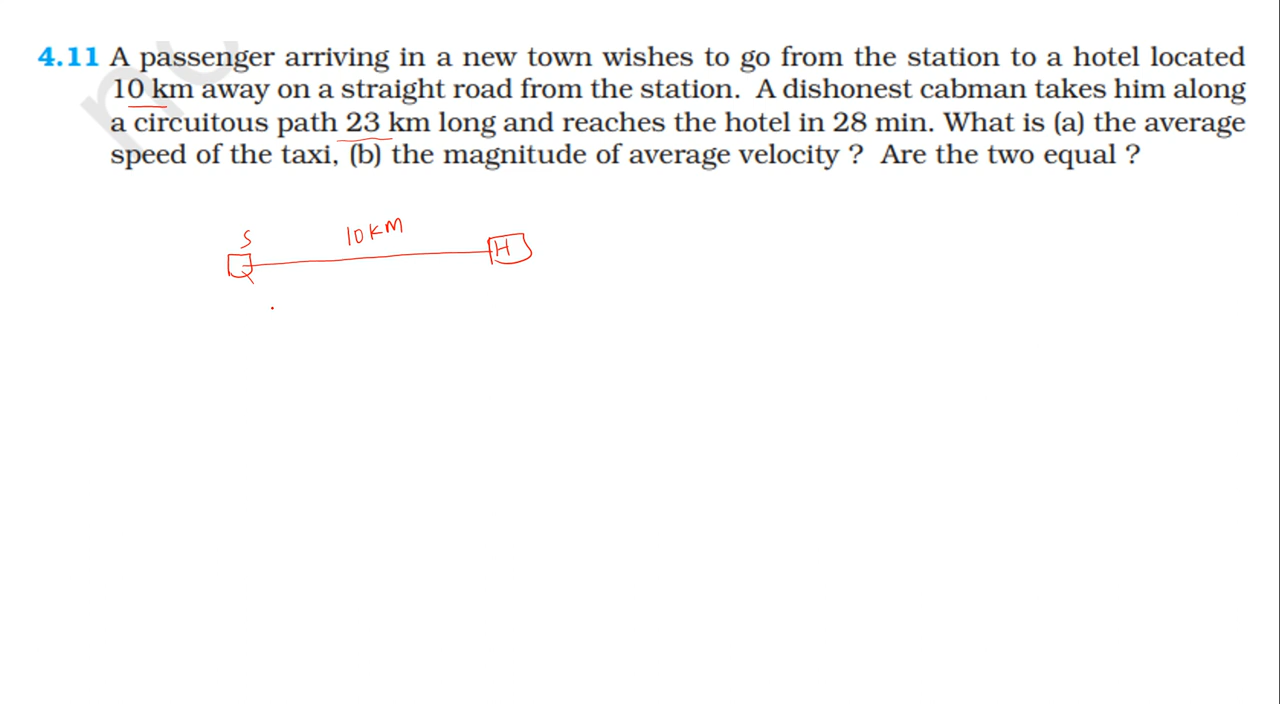 4.11 A passenger arriving in a new town wishes to go from the station to a hotel located
10 km away on a straight road from the station. A dishonest cabman takes him along
a circuitous path 23 km long and reaches the hotel in 28 min. What is (a) the average
speed of the taxi, (b) the magnitude of average velocity ? Are the two equal ?
S 10 KM H